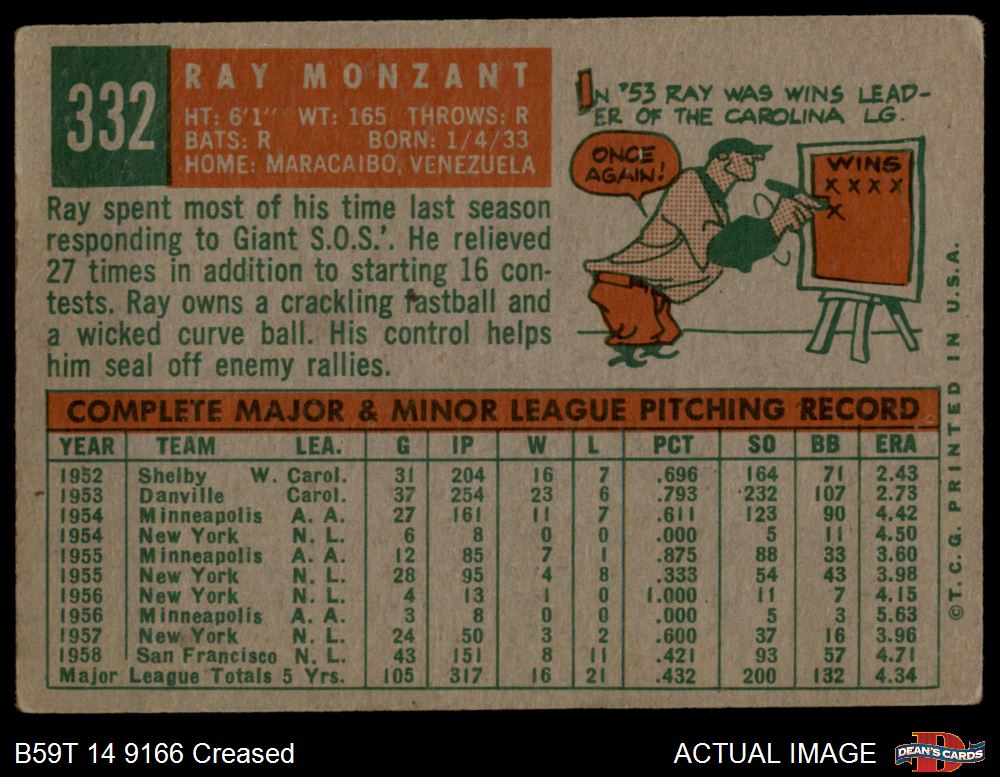 332
RAY MONZANT
HT: 6'1" WT: 165 THROWS: R
BATS: R BORN: 1/4/33
HOME: MARACAIBO, VENEZUELA
Ray spent most of his time last season
responding to Giant S.O.S.'. He relieved
27 times in addition to starting 16 con-
tests. Ray owns a crackling fastball and
a wicked curve ball. His control helps
him seal off enemy rallies.
IN '53 RAY WAS WINS LEAD-
ER OF THE CAROLINA LG.
ONCE
AGAIN!
WINS
X X X X
X
COMPLETE MAJOR & MINOR LEAGUE PITCHING RECORD
YEAR TEAM LEA. G IP W L PCT SO BB ERA
1952 Shelby W. Carol. 31 204 16 7 .696 164 71 2.43
1953 Danville Carol. 37 254 23 6 .793 232 107 2.73
1954 Minneapolis A. A. 27 161 11 7 .611 123 90 4.42
1954 New York N. L. 6 8 0 0 .000 5 11 4.50
1955 Minneapolis A. A. 12 85 7 1 .875 88 33 3.60
1955 New York N. L. 28 95 4 8 .333 54 43 3.98
1956 New York N. L. 4 13 1 0 1.000 11 7 4.15
1956 Minneapolis A. A. 3 8 0 0 .000 5 3 5.63
1957 New York N. L. 24 50 3 2 .600 37 16 3.96
1958 San Francisco N. L. 43 151 8 11 .421 93 57 4.71
Major League Totals 5 Yrs. 105 317 16 21 .432 200 132 4.34
©T.C.G. PRINTED IN U.S.A.
B59T 14 9166 Creased
ACTUAL IMAGE
DEAN'S CARDS